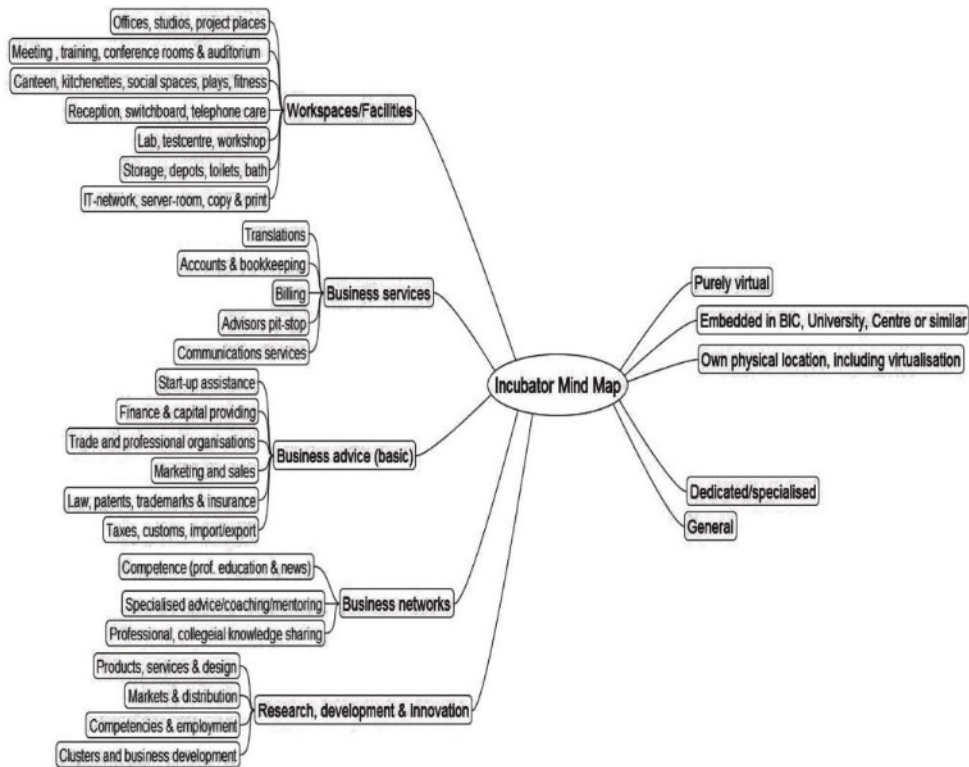 Offices, studios, project places
Meeting , training, conference rooms & auditorium
Canteen, kitchenettes, social spaces, plays, fitness
Reception, switchboard, telephone care
Lab, testcentre, workshop
Storage, depots, toilets, bath
IT-network, server-room, copy & print
Workspaces/Facilities
Translations
Accounts & bookkeeping
Billing
Advisors pit-stop
Communications services
Business services
Start-up assistance
Finance & capital providing
Trade and professional organisations
Marketing and sales
Law, patents, trademarks & insurance
Taxes, customs, import/export
Business advice (basic)
Competence (prof. education & news)
Specialised advice/coaching/mentoring
Professional, collegeial knowledge sharing
Business networks
Products, services & design
Markets & distribution
Competencies & employment
Clusters and business development
Research, development & Innovation
Incubator Mind Map
Purely virtual
Embedded in BIC, University, Centre or similar
Own physical location, including virtualisation
Dedicated/specialised
General